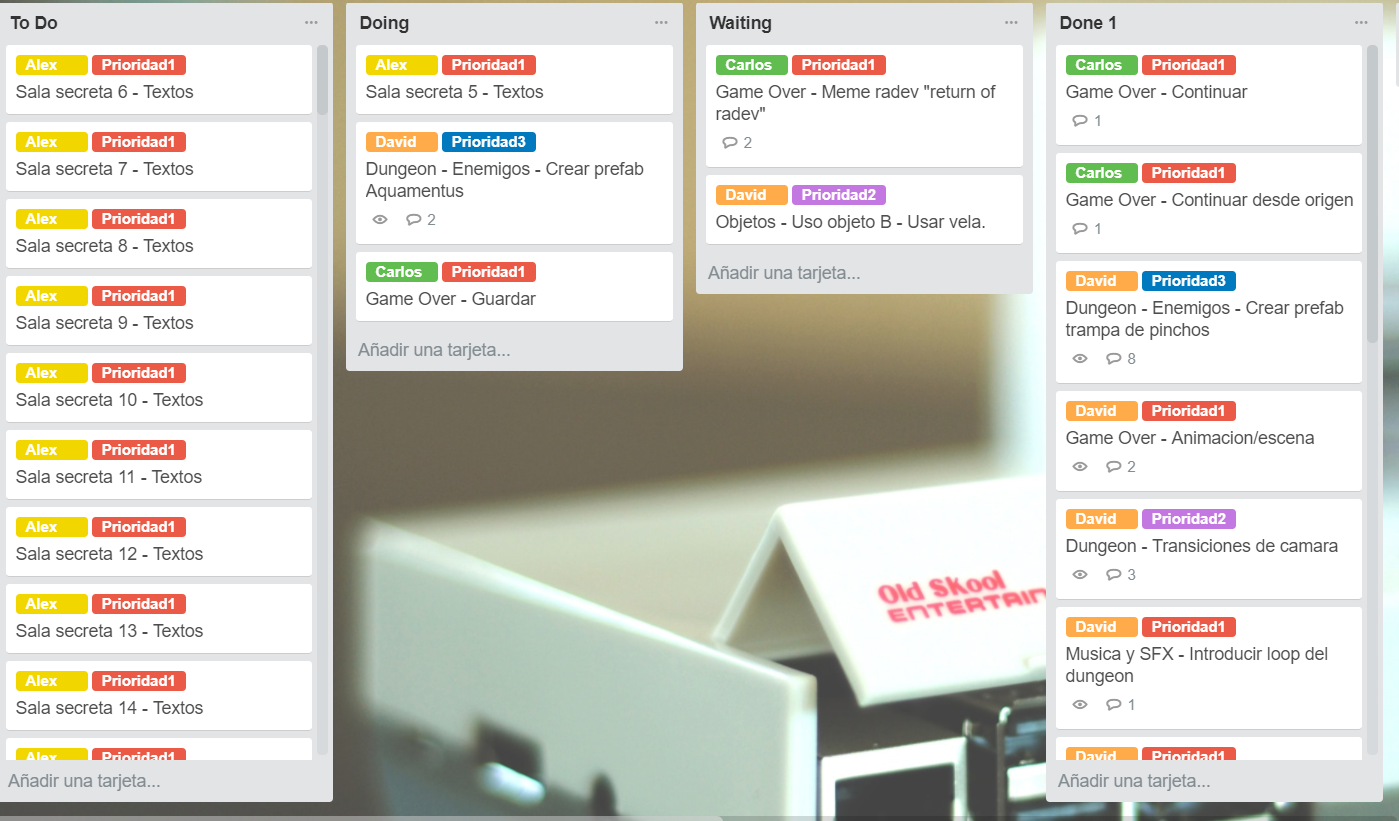 To Do
Alex Prioridad1
Sala secreta 6 - Textos
Alex Prioridad1
Sala secreta 7 - Textos
Alex Prioridad1
Sala secreta 8 - Textos
Alex Prioridad1
Sala secreta 9 - Textos
Alex Prioridad1
Sala secreta 10 - Textos
Alex Prioridad1
Sala secreta 11 - Textos
Alex Prioridad1
Sala secreta 12 - Textos
Alex Prioridad1
Sala secreta 13 - Textos
Alex Prioridad1
Sala secreta 14 - Textos
Alex Prioridad1
Añadir una tarjeta...
Doing
Alex Prioridad1
Sala secreta 5 - Textos
David Prioridad3
Dungeon - Enemigos - Crear prefab
Aquamentus
2
Carlos Prioridad1
Game Over - Guardar
Añadir una tarjeta...
Waiting
Carlos Prioridad1
Game Over - Meme radev "return of
radev"
2
David Prioridad2
Objetos - Uso objeto B - Usar vela.
Añadir una tarjeta...
Old Skool
Done 1
Carlos Prioridad1
Game Over - Continuar
1
Carlos Prioridad1
Game Over - Continuar desde origen
1
David Prioridad3
Dungeon - Enemigos - Crear prefab
trampa de pinchos
8
David Prioridad1
Game Over - Animacion/escena
2
David Prioridad2
Dungeon - Transiciones de camara
3
David Prioridad1
Musica y SFX - Introducir loop del
dungeon
1
David Prioridad1
Añadir una tarjeta...